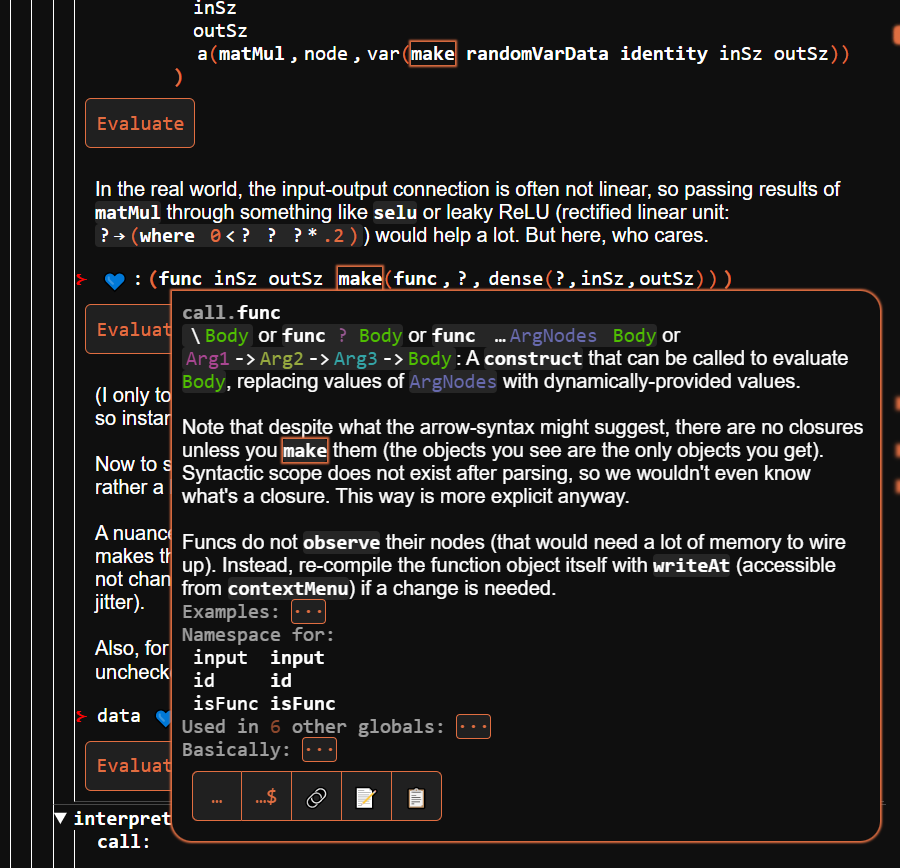 inSz
outSz
a(matMul,node,var(make randomVarData identity inSz outSz))
)
Evaluate
In the real world, the input-output connection is often not linear, so passing results of
matMul through something like selu or leaky ReLU (rectified linear unit:
?→(where 0<? ? ?*.2)) would help a lot. But here, who cares.
💙:(func inSz outSz make(func,?,dense(?,inSz,outSz)))
Evaluat
call.func
\Body or func ? Body or func …ArgNodes Body or
Arg1->Arg2->Arg3->Body: A construct that can be called to evaluate
Body, replacing values of ArgNodes with dynamically-provided values.
(I only to
so instar
Note that despite what the arrow-syntax might suggest, there are no closures
unless you make them (the objects you see are the only objects you get).
Syntactic scope does not exist after parsing, so we wouldn't even know
what's a closure. This way is more explicit anyway.
Now to s
rather a
A nuance
makes th
not chan
jitter).
Funcs do not observe their nodes (that would need a lot of memory to wire
up). Instead, re-compile the function object itself with writeAt (accessible
from contextMenu) if a change is needed.
Examples: ···
Namespace for:
input input
id id
isFunc isFunc
Used in 6 other globals: ···
Basically: ···
… …$ 🔗 📝 📋
Also, for
uncheck
data 💙
Evaluat
▼ interpret
call: